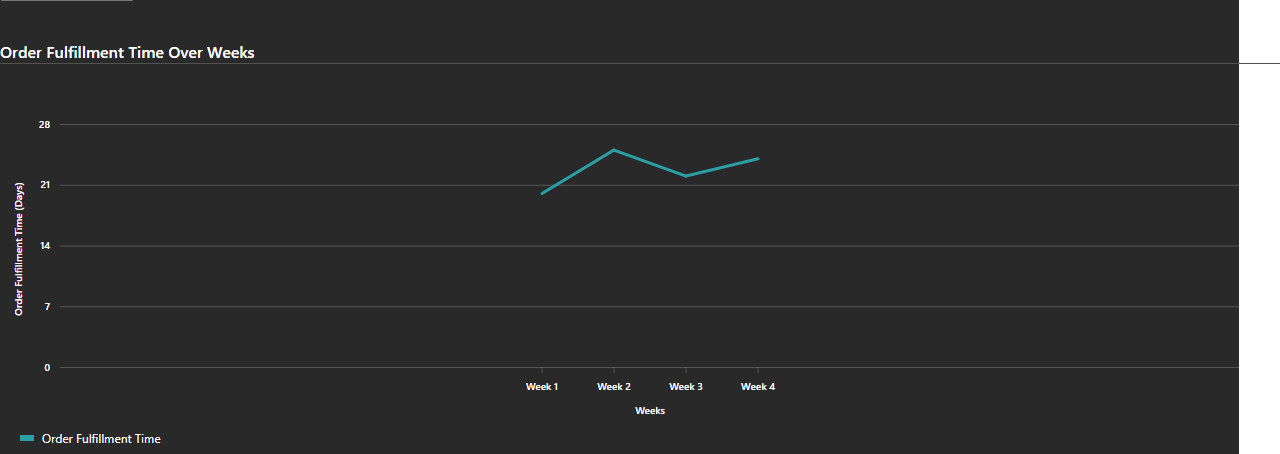 Order Fulfillment Time Over Weeks
28
21
14
7
0
Order Fulfillment Time (Days)
Week 1 Week 2 Week 3 Week 4
Weeks
Order Fulfillment Time